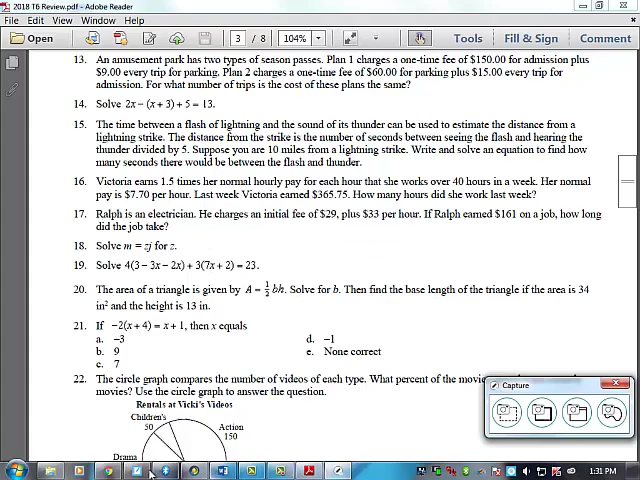 2018 T6 Review.pdf - Adobe Reader
File Edit View Window Help
Open 3 / 8 104% Tools Fill & Sign Comment
13. An amusement park has two types of season passes. Plan 1 charges a one-time fee of $150.00 for admission plus
$9.00 every trip for parking. Plan 2 charges a one-time fee of $60.00 for parking plus $15.00 every trip for
admission. For what number of trips is the cost of these plans the same?
14. Solve 2x − (x + 3) + 5 = 13.
15. The time between a flash of lightning and the sound of its thunder can be used to estimate the distance from a
lightning strike. The distance from the strike is the number of seconds between seeing the flash and hearing the
thunder divided by 5. Suppose you are 10 miles from a lightning strike. Write and solve an equation to find how
many seconds there would be between the flash and thunder.
16. Victoria earns 1.5 times her normal hourly pay for each hour that she works over 40 hours in a week. Her normal
pay is $7.70 per hour. Last week Victoria earned $365.75. How many hours did she work last week?
17. Ralph is an electrician. He charges an initial fee of $29, plus $33 per hour. If Ralph earned $161 on a job, how long
did the job take?
18. Solve m = zj for z.
19. Solve 4(3 − 3x − 2x) + 3(7x + 2) = 23.
20. The area of a triangle is given by A = ½ bh. Solve for b. Then find the base length of the triangle if the area is 34
in² and the height is 13 in.
21. If −2(x + 4) = x + 1, then x equals
a. −3 d. −1
b. 9 e. None correct
c. 7
22. The circle graph compares the number of videos of each type. What percent of the
movies? Use the circle graph to answer the question.
Rentals at Vicki's Videos
Children's
50
Action
150
Drama
Capture
1:31 PM